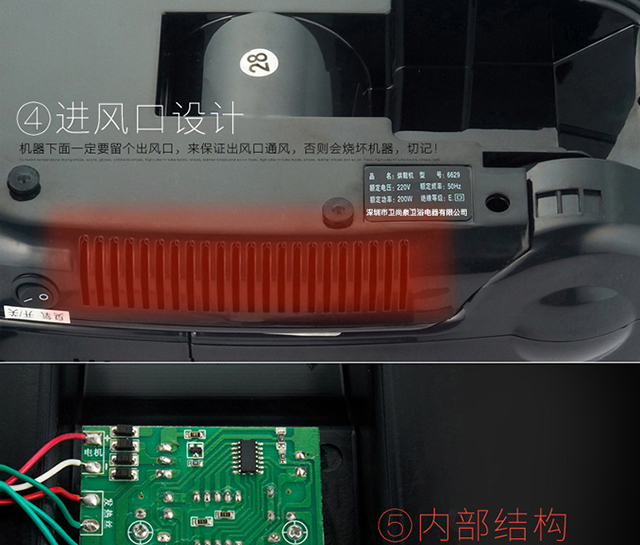 28
④进风口设计
机器下面一定要留个出风口，来保证出风口通风，否则会烧坏机器，切记！
品 名：烘鞋机 型 号：6629
额定电压：220V 额定频率：50Hz
额定功率：200W 绝缘等级：E
深圳市卫尚泉卫浴电器有限公司
臭氧 开/关
+
电机
-
发热丝
⑤内部结构